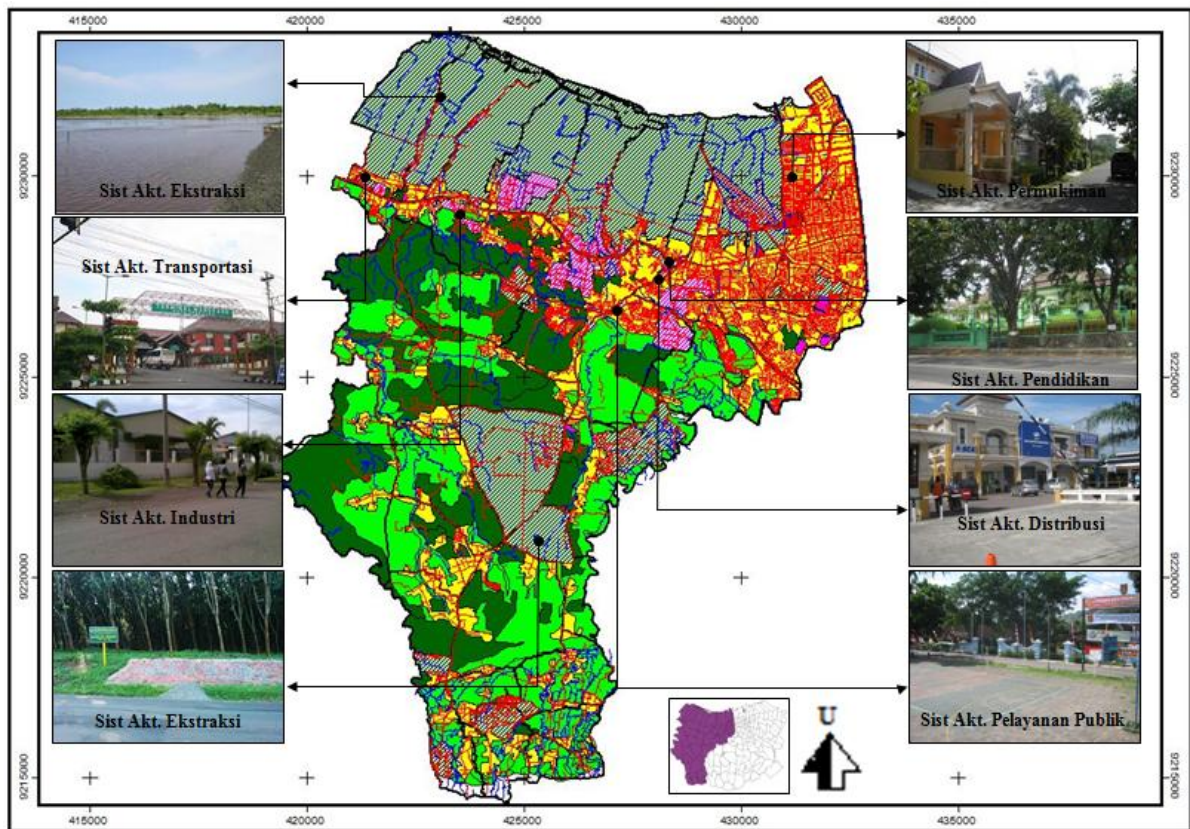 415000 420000 425000 430000 435000
Sist Akt. Ekstraksi
Sist Akt. Permukiman
9230000
9230000
Sist Akt. Transportasi
Sist Akt. Pendidikan
9225000
9225000
Sist Akt. Industri
Sist Akt. Distribusi
9220000
9220000
Sist Akt. Ekstraksi
Sist Akt. Pelayanan Publik
U
9215000
9215000
415000 420000 425000 430000 435000